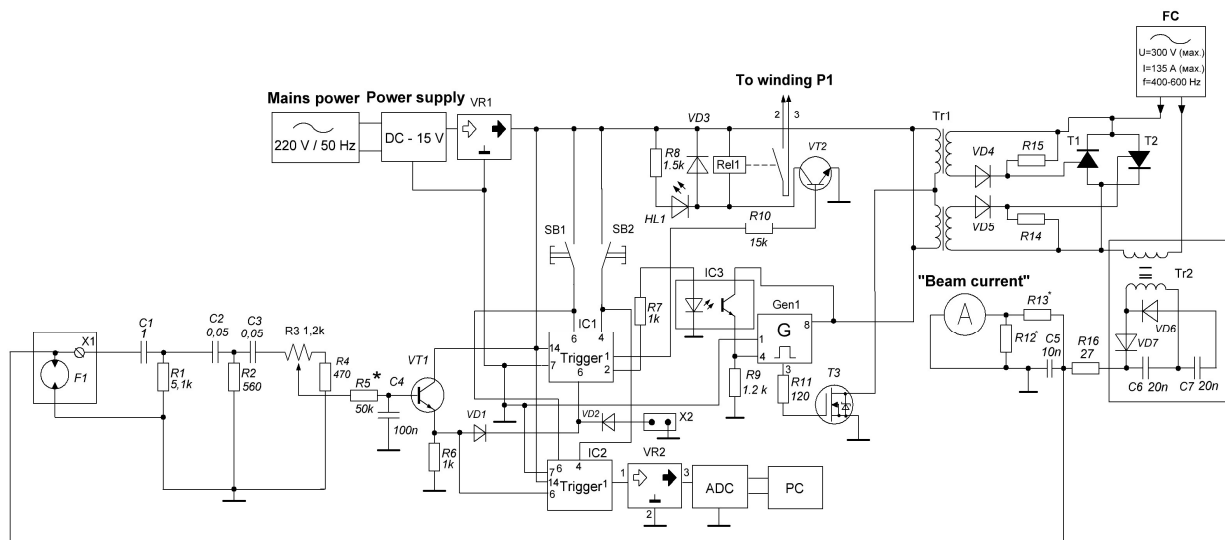 FC
U=300 V (мах.)
I=135 A (мах.)
f=400-600 Hz
To winding P1
Mains power
Power supply
VR1
220 V / 50 Hz
DC - 15 V
VD3
2
3
VT2
R8
1.5k
Rel1
HL1
R10
15k
Tr1
VD4
R15
T1
T2
VD5
R14
SB1
SB2
IC3
R7
1k
Gen1
G
8
1
4
3
"Beam current"
A
R13*
R12*
C5
10n
R16
27
Tr2
VD6
VD7
C6
20n
C7
20n
IC1
6
4
14
7
Trigger
1
2
6
R9
1.2 k
R11
120
T3
X1
F1
C1
1
R1
5,1k
C2
0,05
C3
0,05
R2
560
R3 1,2k
R4
470
R5*
50k
C4
100n
VT1
VD1
VD2
X2
R6
1k
IC2
6
4
7
14
6
Trigger
1
1
VR2
3
2
ADC
PC